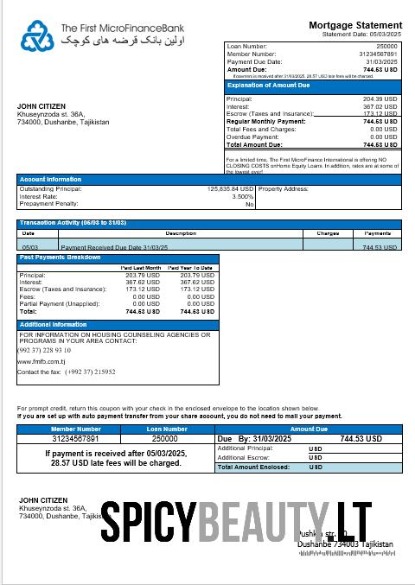 The First MicroFinanceBank
اولین بانک قرضه های کوچک
Mortgage Statement
Statement Date: 05/03/2025
Loan Number: 250000
Member Number: 31234567891
Payment Due Date: 31/03/2025
Amount Due: 744.53 USD
If payment is received after 31/03/2025, 28.57 USD late fee will be charged.
Explanation of Amount Due
Principal: 204.39 USD
Interest: 367.02 USD
Escrow (Taxes and Insurance): 173.12 USD
Regular Monthly Payment: 744.53 USD
Total Fees and Charges: 0.00 USD
Overdue Payment: 0.00 USD
Total Amount Due: 744.53 USD
For a limited time, The First MicroFinance International is offering NO
CLOSING COSTS on Home Equity Loans. In addition, rates are at some of
the lowest ever!
JOHN CITIZEN
Khuseynzoda st. 36A,
734000, Dushanbe, Tajikistan
Account Information
Outstanding Principal: 125,835.84 USD
Interest Rate: 3.500%
Prepayment Penalty: No
Property Address:
Transaction Activity (05/03 to 31/03)
Date Description Charges Payments
05/03 Payment Received Due Date 31/03/25 744.53 USD
Past Payments Breakdown
Paid Last Month Paid Year To Date
Principal: 203.79 USD 203.79 USD
Interest: 367.62 USD 367.62 USD
Escrow (Taxes and Insurance): 173.12 USD 173.12 USD
Fees: 0.00 USD 0.00 USD
Partial Payment (Unapplied): 0.00 USD 0.00 USD
Total: 744.53 USD 744.53 USD
Additional Information
FOR INFORMATION ON HOUSING COUNSELING AGENCIES OR
PROGRAMS IN YOUR AREA CONTACT:
(992 37) 228 93 10
www.fmfb.com.tj
Contact the fax: (+992 37) 215952
For prompt credit, return this coupon with your check in the enclosed envelope to the location shown below.
If you are set up with auto payment transfer from your share account, you do not need to mail your payment.
Member Number Loan Number Amount Due
31234567891 250000 Due By: 31/03/2025 744.53 USD
If payment is received after 05/03/2025,
28.57 USD late fees will be charged.
Additional Principal: USD
Additional Escrow: USD
Total Amount Enclosed: USD
JOHN CITIZEN
Khuseynzoda st. 36A,
734000, Dushanbe, Tajik
SPICYBEAUTY.LT
Dushanbe 734003 Tajikistan